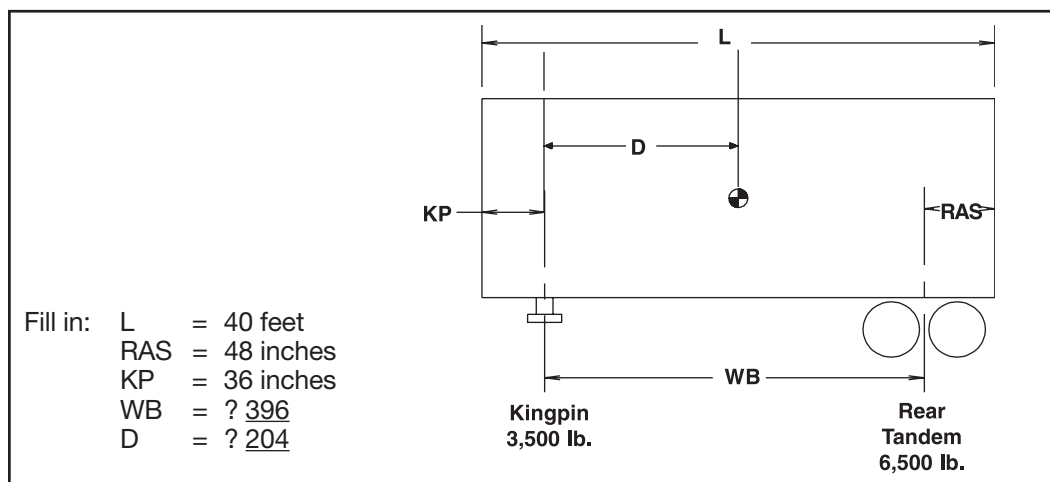 L
D
KP
RAS
Fill in: L = 40 feet
RAS = 48 inches
KP = 36 inches
WB = ? 396
D = ? 204
WB
Kingpin
3,500 lb.
Rear
Tandem
6,500 lb.